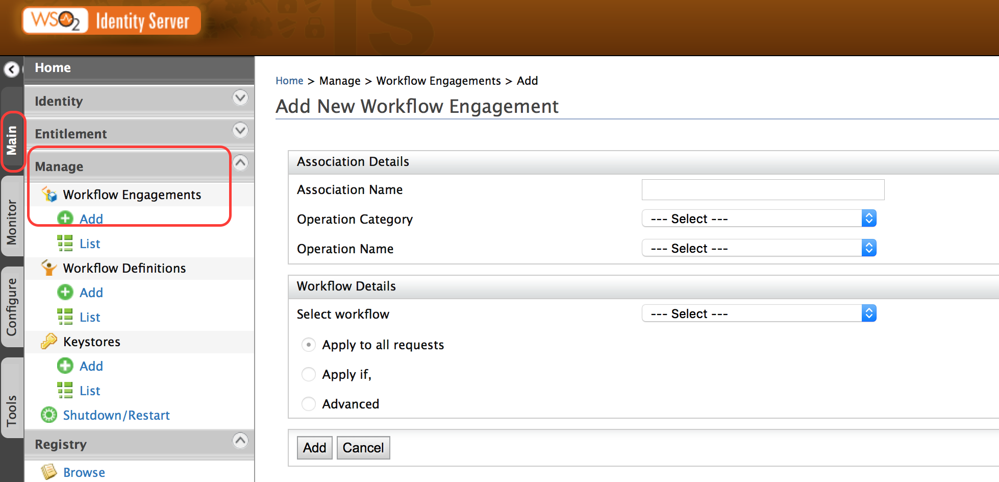 WSO2 Identity Server
IS
Home
Identity
Entitlement
Manage
Workflow Engagements
Add
List
Workflow Definitions
Add
List
Keystores
Add
List
Shutdown/Restart
Registry
Browse
Main
Monitor
Configure
Tools
Home > Manage > Workflow Engagements > Add
Add New Workflow Engagement
Association Details
Association Name
Operation Category --- Select ---
Operation Name --- Select ---
Workflow Details
Select workflow --- Select ---
Apply to all requests
Apply if,
Advanced
Add Cancel